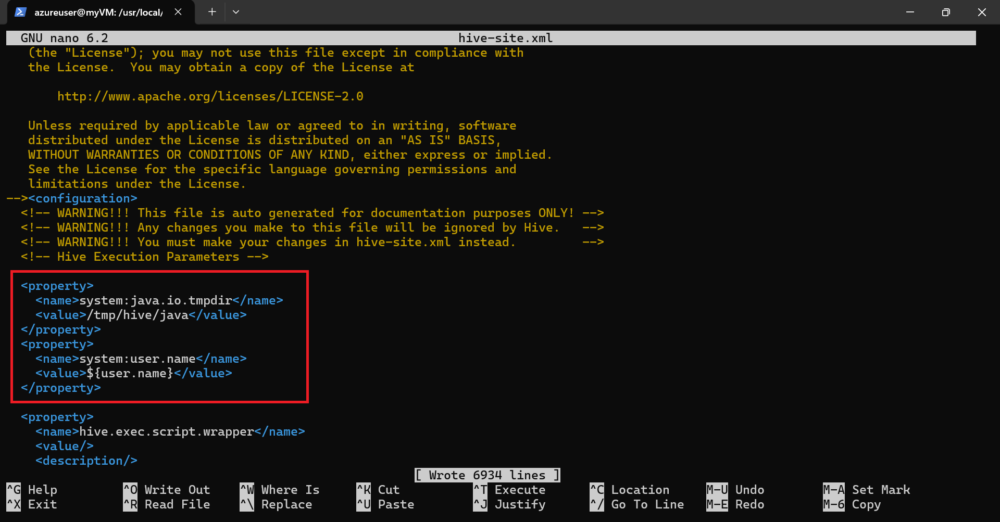 azureuser@myVM: /usr/local/
GNU nano 6.2 hive-site.xml
(the "License"); you may not use this file except in compliance with
the License.  You may obtain a copy of the License at
http://www.apache.org/licenses/LICENSE-2.0
Unless required by applicable law or agreed to in writing, software
distributed under the License is distributed on an "AS IS" BASIS,
WITHOUT WARRANTIES OR CONDITIONS OF ANY KIND, either express or implied.
See the License for the specific language governing permissions and
limitations under the License.
--><configuration>
<!-- WARNING!!! This file is auto generated for documentation purposes ONLY! -->
<!-- WARNING!!! Any changes you make to this file will be ignored by Hive.   -->
<!-- WARNING!!! You must make your changes in hive-site.xml instead.         -->
<!-- Hive Execution Parameters -->
<property>
<name>system:java.io.tmpdir</name>
<value>/tmp/hive/java</value>
</property>
<property>
<name>system:user.name</name>
<value>${user.name}</value>
</property>
<property>
<name>hive.exec.script.wrapper</name>
<value/>
<description/>
[ Wrote 6934 lines ]
^G Help ^O Write Out ^W Where Is ^K Cut ^T Execute ^C Location M-U Undo M-A Set Mark
^X Exit ^R Read File ^\ Replace ^U Paste ^J Justify ^/ Go To Line M-E Redo M-6 Copy